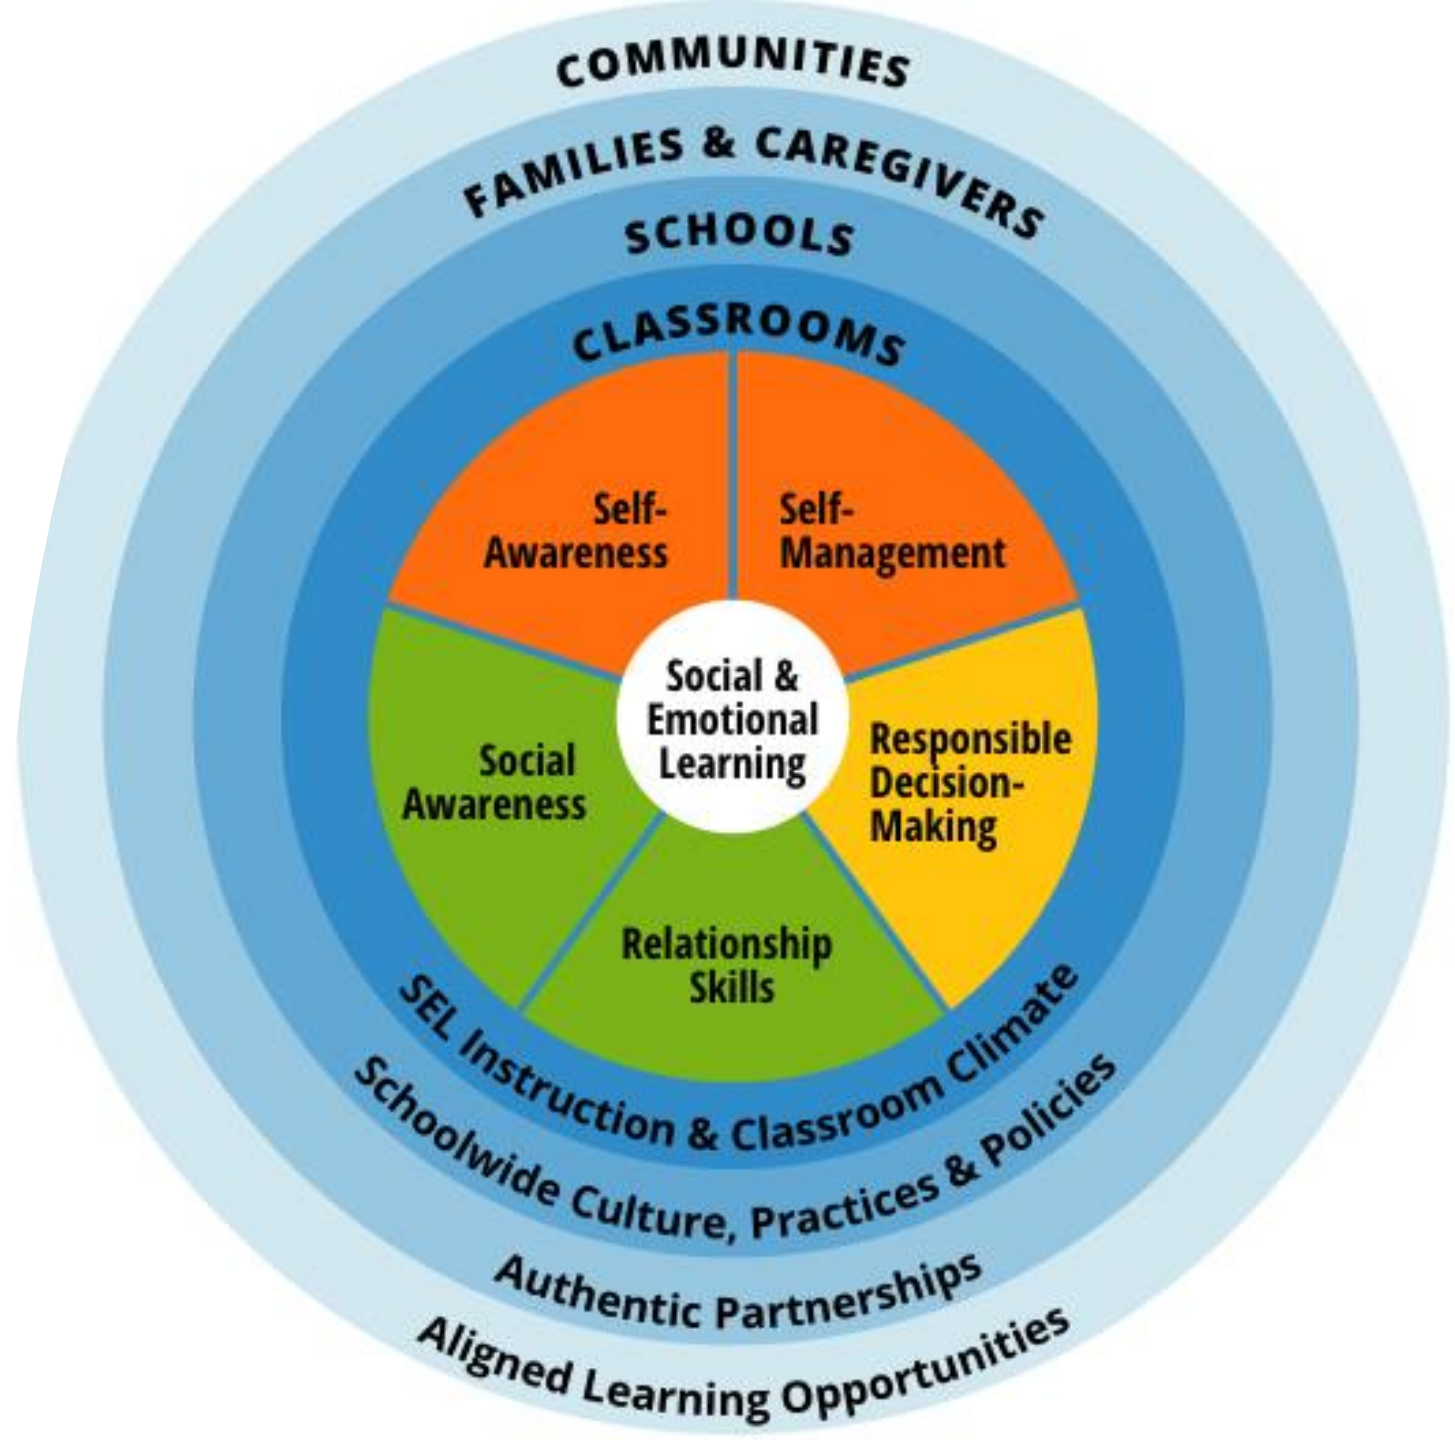 COMMUNITIES
FAMILIES & CAREGIVERS
SCHOOLS
CLASSROOMS
Self-
Awareness
Self-
Management
Social &
Emotional
Learning
Social
Awareness
Responsible
Decision-
Making
Relationship
Skills
SEL Instruction & Classroom Climate
Schoolwide Culture, Practices & Policies
Authentic Partnerships
Aligned Learning Opportunities